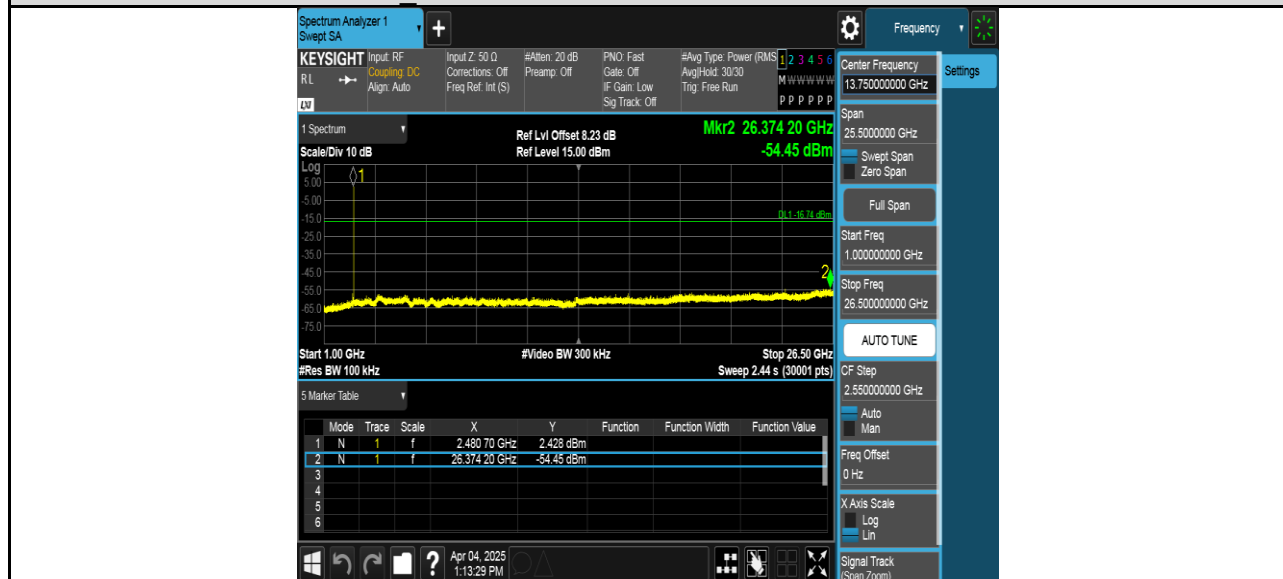 Spectrum Analyzer 1
Swept SA
+
Frequency
KEYSIGHT
RL
LXI
Input: RF
Coupling: DC
Align: Auto
Input Z: 50 Ω
Corrections: Off
Freq Ref: Int (S)
#Atten: 20 dB
Preamp: Off
PNO: Fast
Gate: Off
IF Gain: Low
Sig Track: Off
#Avg Type: Power (RMS
Avg|Hold: 30/30
Trig: Free Run
1 2 3 4 5 6
M W W W W W
P P P P P P
Center Frequency
13.750000000 GHz
Settings
Span
25.5000000 GHz
Swept Span
Zero Span
Full Span
Start Freq
1.000000000 GHz
Stop Freq
26.500000000 GHz
AUTO TUNE
CF Step
2.550000000 GHz
Auto
Man
Freq Offset
0 Hz
X Axis Scale
Log
Lin
Signal Track
(Span Zoom)
1 Spectrum
Scale/Div 10 dB
Ref Lvl Offset 8.23 dB
Ref Level 15.00 dBm
Mkr2 26.374 20 GHz
-54.45 dBm
Log
5.00
-5.00
-15.0
-25.0
-35.0
-45.0
-55.0
-65.0
-75.0
1
DL1 -16.74 dBm
2
Start 1.00 GHz
#Res BW 100 kHz
#Video BW 300 kHz
Stop 26.50 GHz
Sweep 2.44 s (30001 pts)
5 Marker Table
Mode Trace Scale X Y Function Function Width Function Value
1 N 1 f 2.480 70 GHz 2.428 dBm
2 N 1 f 26.374 20 GHz -54.45 dBm
3
4
5
6
?
Apr 04, 2025
1:13:29 PM